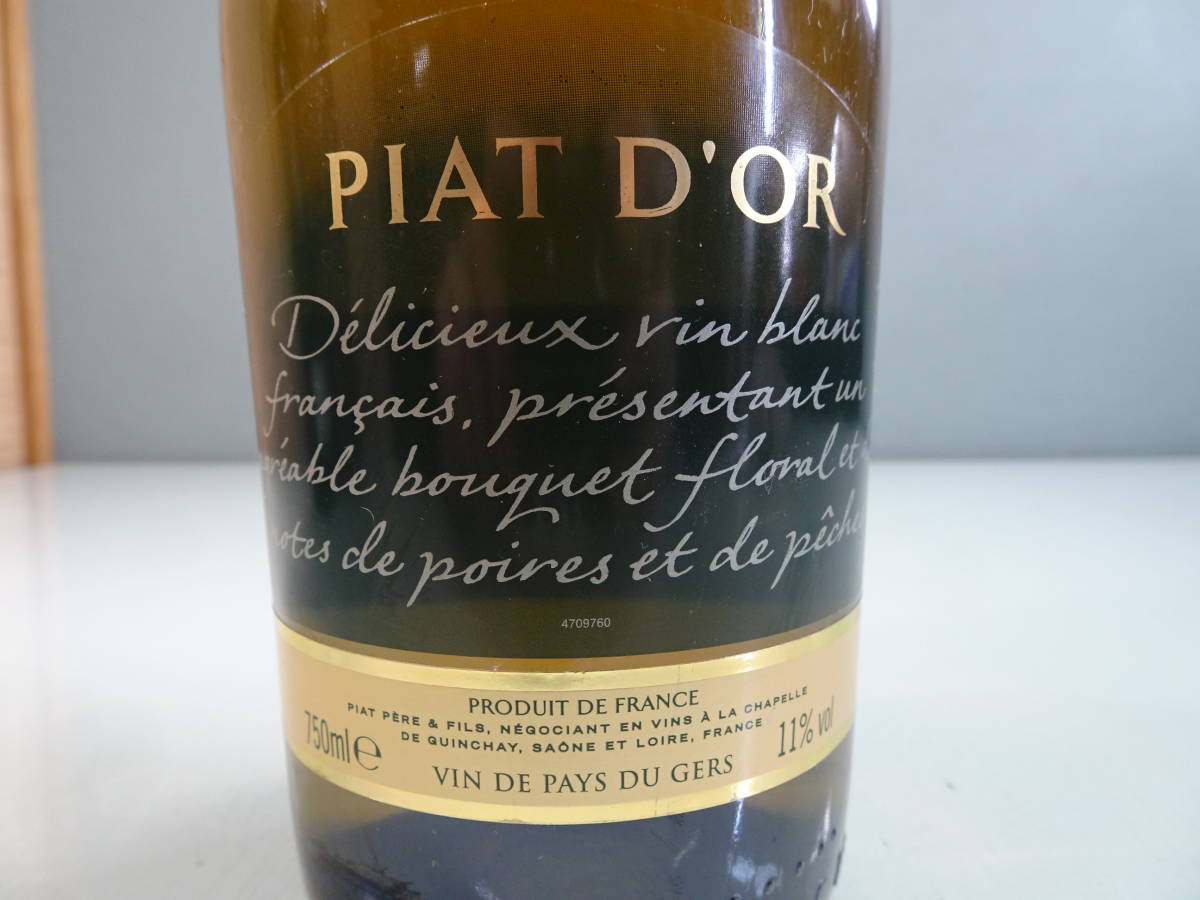 PIAT D'OR
Délicieux vin blanc
français, présentant un
gréable bouquet floral et
notes de poires et de pêche
4709760
PRODUIT DE FRANCE
PIAT PÈRE & FILS, NÉGOCIANT EN VINS À LA CHAPELLE
DE QUINCHAY, SAÔNE ET LOIRE, FRANCE
750ml e
11% vol
VIN DE PAYS DU GERS